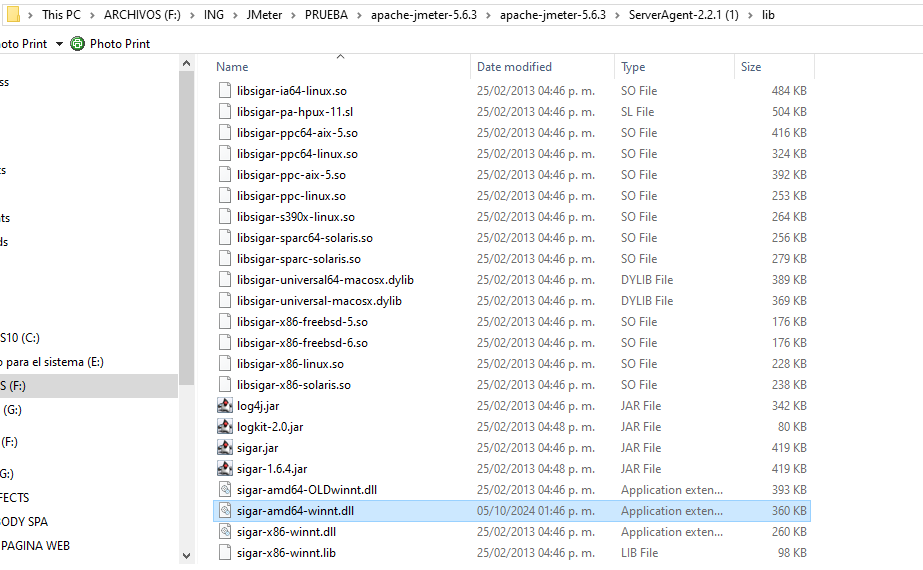 This PC > ARCHIVOS (F:) > ING > JMeter > PRUEBA > apache-jmeter-5.6.3 > apache-jmeter-5.6.3 > ServerAgent-2.2.1 (1) > lib
oto Print Photo Print
Name Date modified Type Size
ss
s
nts
ds
S10 (C:)
o para el sistema (E:)
S (F:)
(G:)
(F:)
G:)
FECTS
BODY SPA
PAGINA WEB
libsigar-ia64-linux.so 25/02/2013 04:46 p. m. SO File 484 KB
libsigar-pa-hpux-11.sl 25/02/2013 04:46 p. m. SL File 504 KB
libsigar-ppc64-aix-5.so 25/02/2013 04:46 p. m. SO File 416 KB
libsigar-ppc64-linux.so 25/02/2013 04:46 p. m. SO File 324 KB
libsigar-ppc-aix-5.so 25/02/2013 04:46 p. m. SO File 392 KB
libsigar-ppc-linux.so 25/02/2013 04:46 p. m. SO File 253 KB
libsigar-s390x-linux.so 25/02/2013 04:46 p. m. SO File 264 KB
libsigar-sparc64-solaris.so 25/02/2013 04:46 p. m. SO File 256 KB
libsigar-sparc-solaris.so 25/02/2013 04:46 p. m. SO File 279 KB
libsigar-universal64-macosx.dylib 25/02/2013 04:46 p. m. DYLIB File 389 KB
libsigar-universal-macosx.dylib 25/02/2013 04:46 p. m. DYLIB File 369 KB
libsigar-x86-freebsd-5.so 25/02/2013 04:46 p. m. SO File 176 KB
libsigar-x86-freebsd-6.so 25/02/2013 04:46 p. m. SO File 176 KB
libsigar-x86-linux.so 25/02/2013 04:46 p. m. SO File 228 KB
libsigar-x86-solaris.so 25/02/2013 04:46 p. m. SO File 238 KB
log4j.jar 25/02/2013 04:46 p. m. JAR File 342 KB
logkit-2.0.jar 25/02/2013 04:48 p. m. JAR File 80 KB
sigar.jar 25/02/2013 04:48 p. m. JAR File 419 KB
sigar-1.6.4.jar 25/02/2013 04:48 p. m. JAR File 419 KB
sigar-amd64-OLDwinnt.dll 25/02/2013 04:46 p. m. Application exten... 393 KB
sigar-amd64-winnt.dll 05/10/2024 01:46 p. m. Application exten... 360 KB
sigar-x86-winnt.dll 25/02/2013 04:46 p. m. Application exten... 260 KB
sigar-x86-winnt.lib 25/02/2013 04:46 p. m. LIB File 98 KB